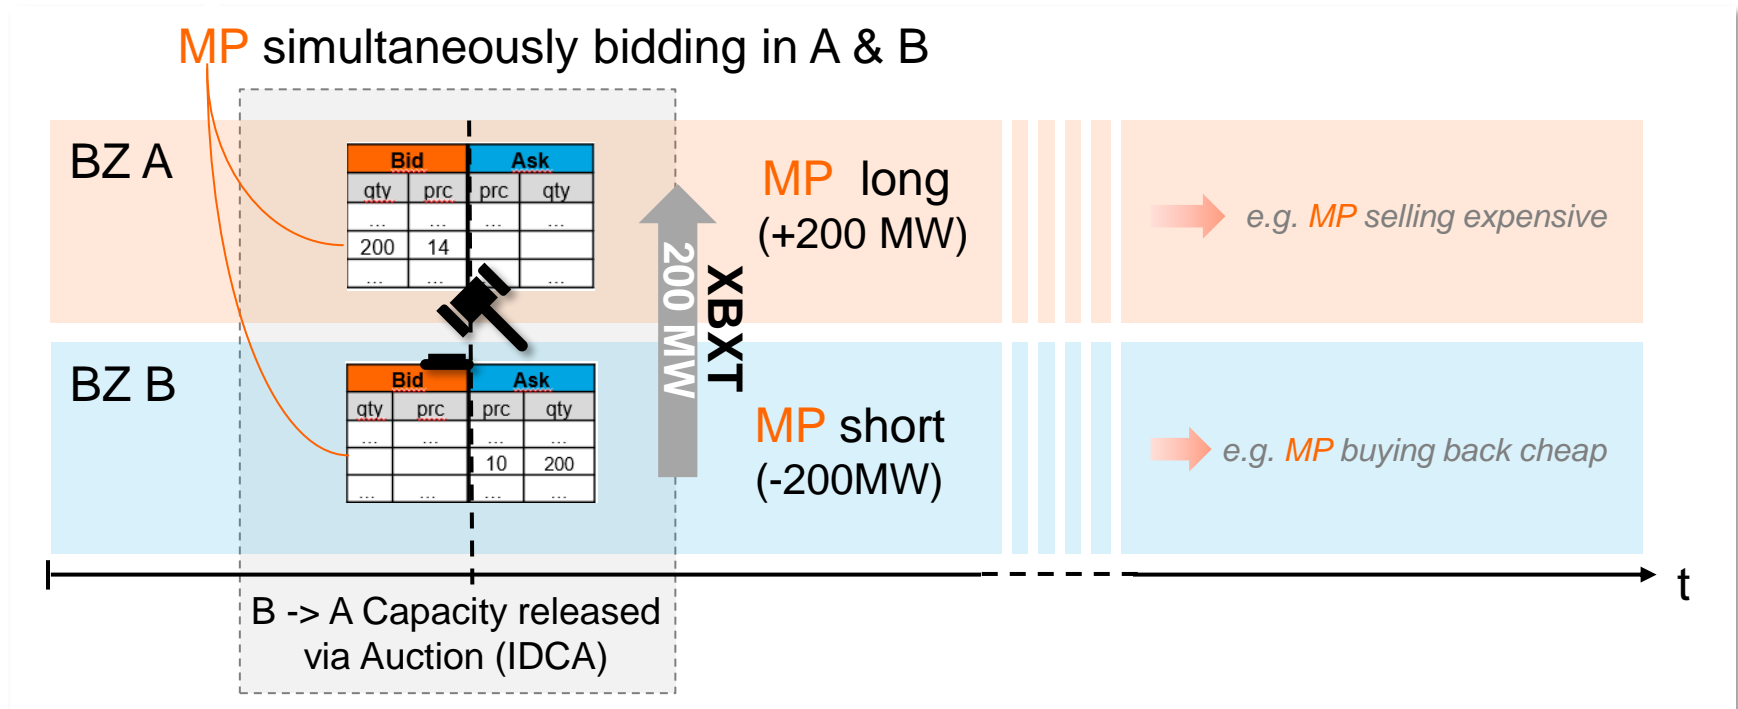 MP simultaneously bidding in A & B
BZ A
Bid Ask
qty prc prc qty
... ... ... ...
200 14
... ... ...
MP long
(+200 MW)
e.g. MP selling expensive
200 MW
XBXT
BZ B
Bid Ask
qty prc prc qty
... ... ... ...
10 200
... ... ... ...
MP short
(-200MW)
e.g. MP buying back cheap
t
B -> A Capacity released
via Auction (IDCA)